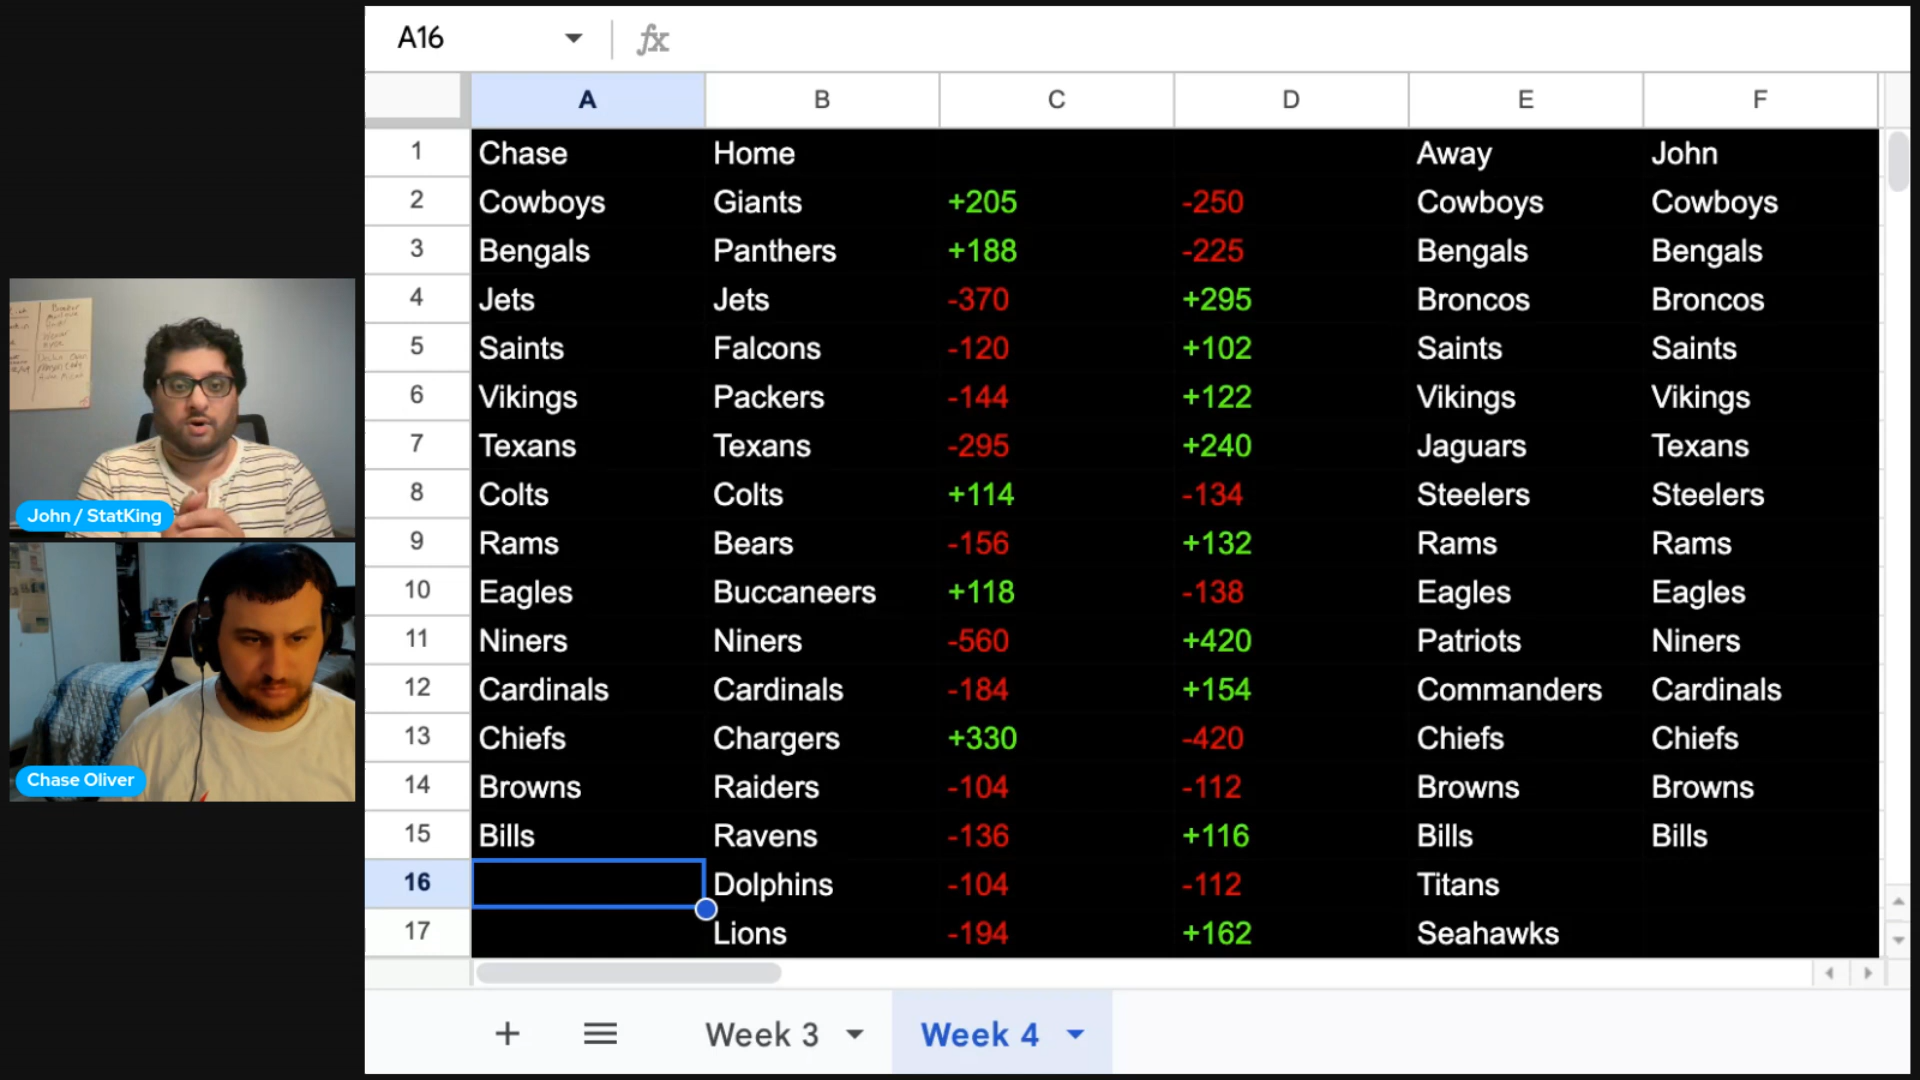 A16 fx
A B C D E F
1 Chase Home Away John
2 Cowboys Giants +205 -250 Cowboys Cowboys
3 Bengals Panthers +188 -225 Bengals Bengals
4 Jets Jets -370 +295 Broncos Broncos
5 Saints Falcons -120 +102 Saints Saints
6 Vikings Packers -144 +122 Vikings Vikings
7 Texans Texans -295 +240 Jaguars Texans
8 Colts Colts +114 -134 Steelers Steelers
9 Rams Bears -156 +132 Rams Rams
10 Eagles Buccaneers +118 -138 Eagles Eagles
11 Niners Niners -560 +420 Patriots Niners
12 Cardinals Cardinals -184 +154 Commanders Cardinals
13 Chiefs Chargers +330 -420 Chiefs Chiefs
14 Browns Raiders -104 -112 Browns Browns
15 Bills Ravens -136 +116 Bills Bills
16 Dolphins -104 -112 Titans
17 Lions -194 +162 Seahawks
Week 3 Week 4
John / StatKing
Chase Oliver